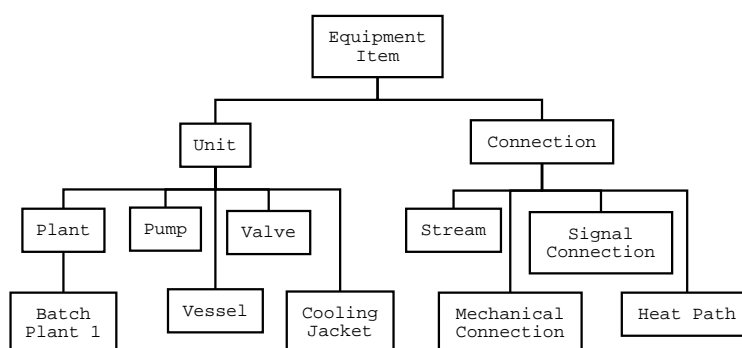 Equipment
Item
Unit
Connection
Plant
Pump
Valve
Stream
Signal
Connection
Batch
Plant 1
Vessel
Cooling
Jacket
Mechanical
Connection
Heat Path